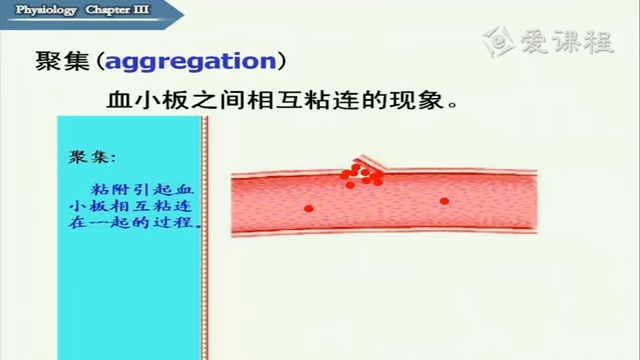 Physiology Chapter III
爱课程
聚集(aggregation)
血小板之间相互粘连的现象。
聚集:
粘附引起血
小板相互粘连
在一起的过程.